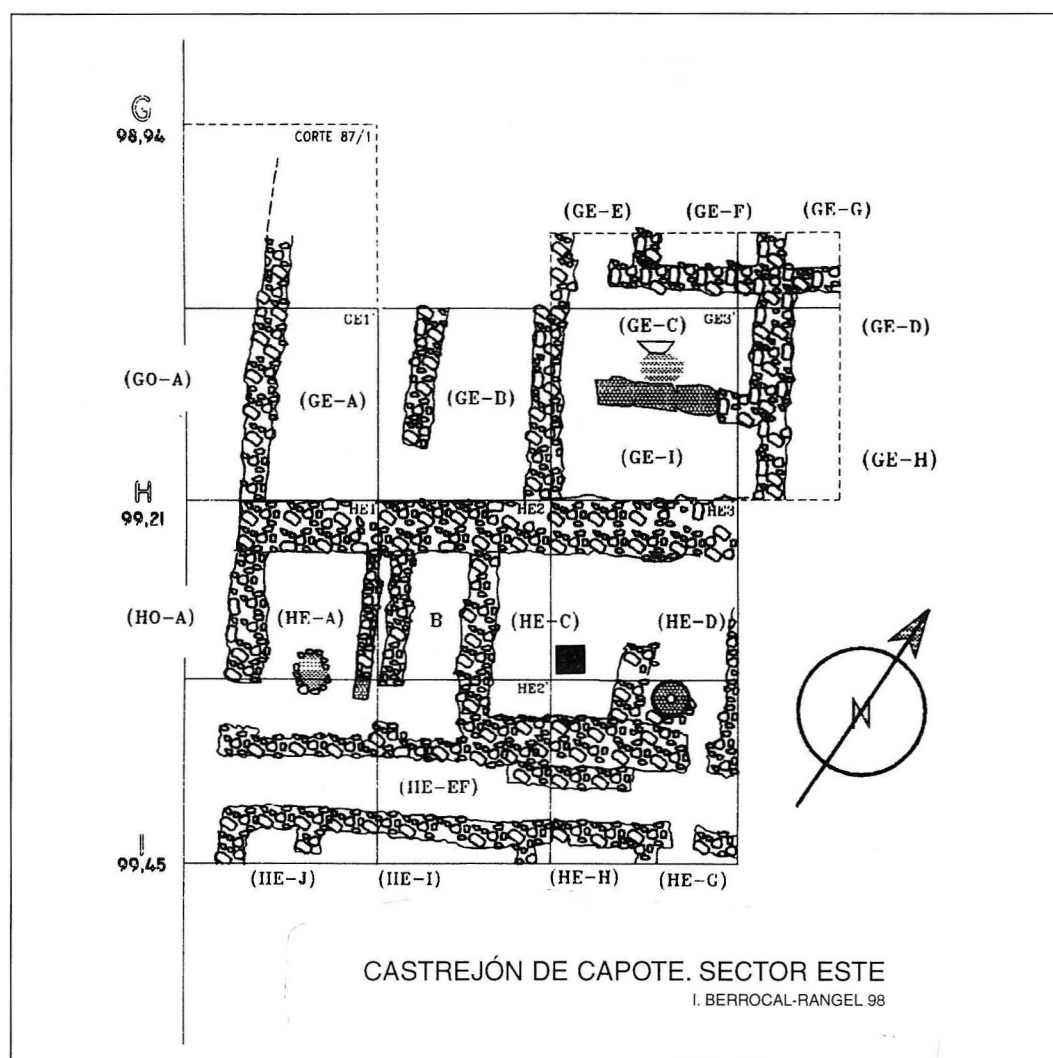 G
98,94
CORTE 87/1
(GE-E)
(GE-F)
(GE-G)
GE1'
(GE-C)
GE3'
(GE-D)
(GO-A)
(GE-A)
(GE-B)
(GE-I)
(GE-H)
H
99,21
HE1
HE2
HE3
(HO-A)
(HE-A)
B
(HE-C)
(HE-D)
HE2'
N
(HE-EF)
I
99,45
(HE-J)
(HE-I)
(HE-H)
(HE-G)
CASTREJÓN DE CAPOTE. SECTOR ESTE
I. BERROCAL-RANGEL 98